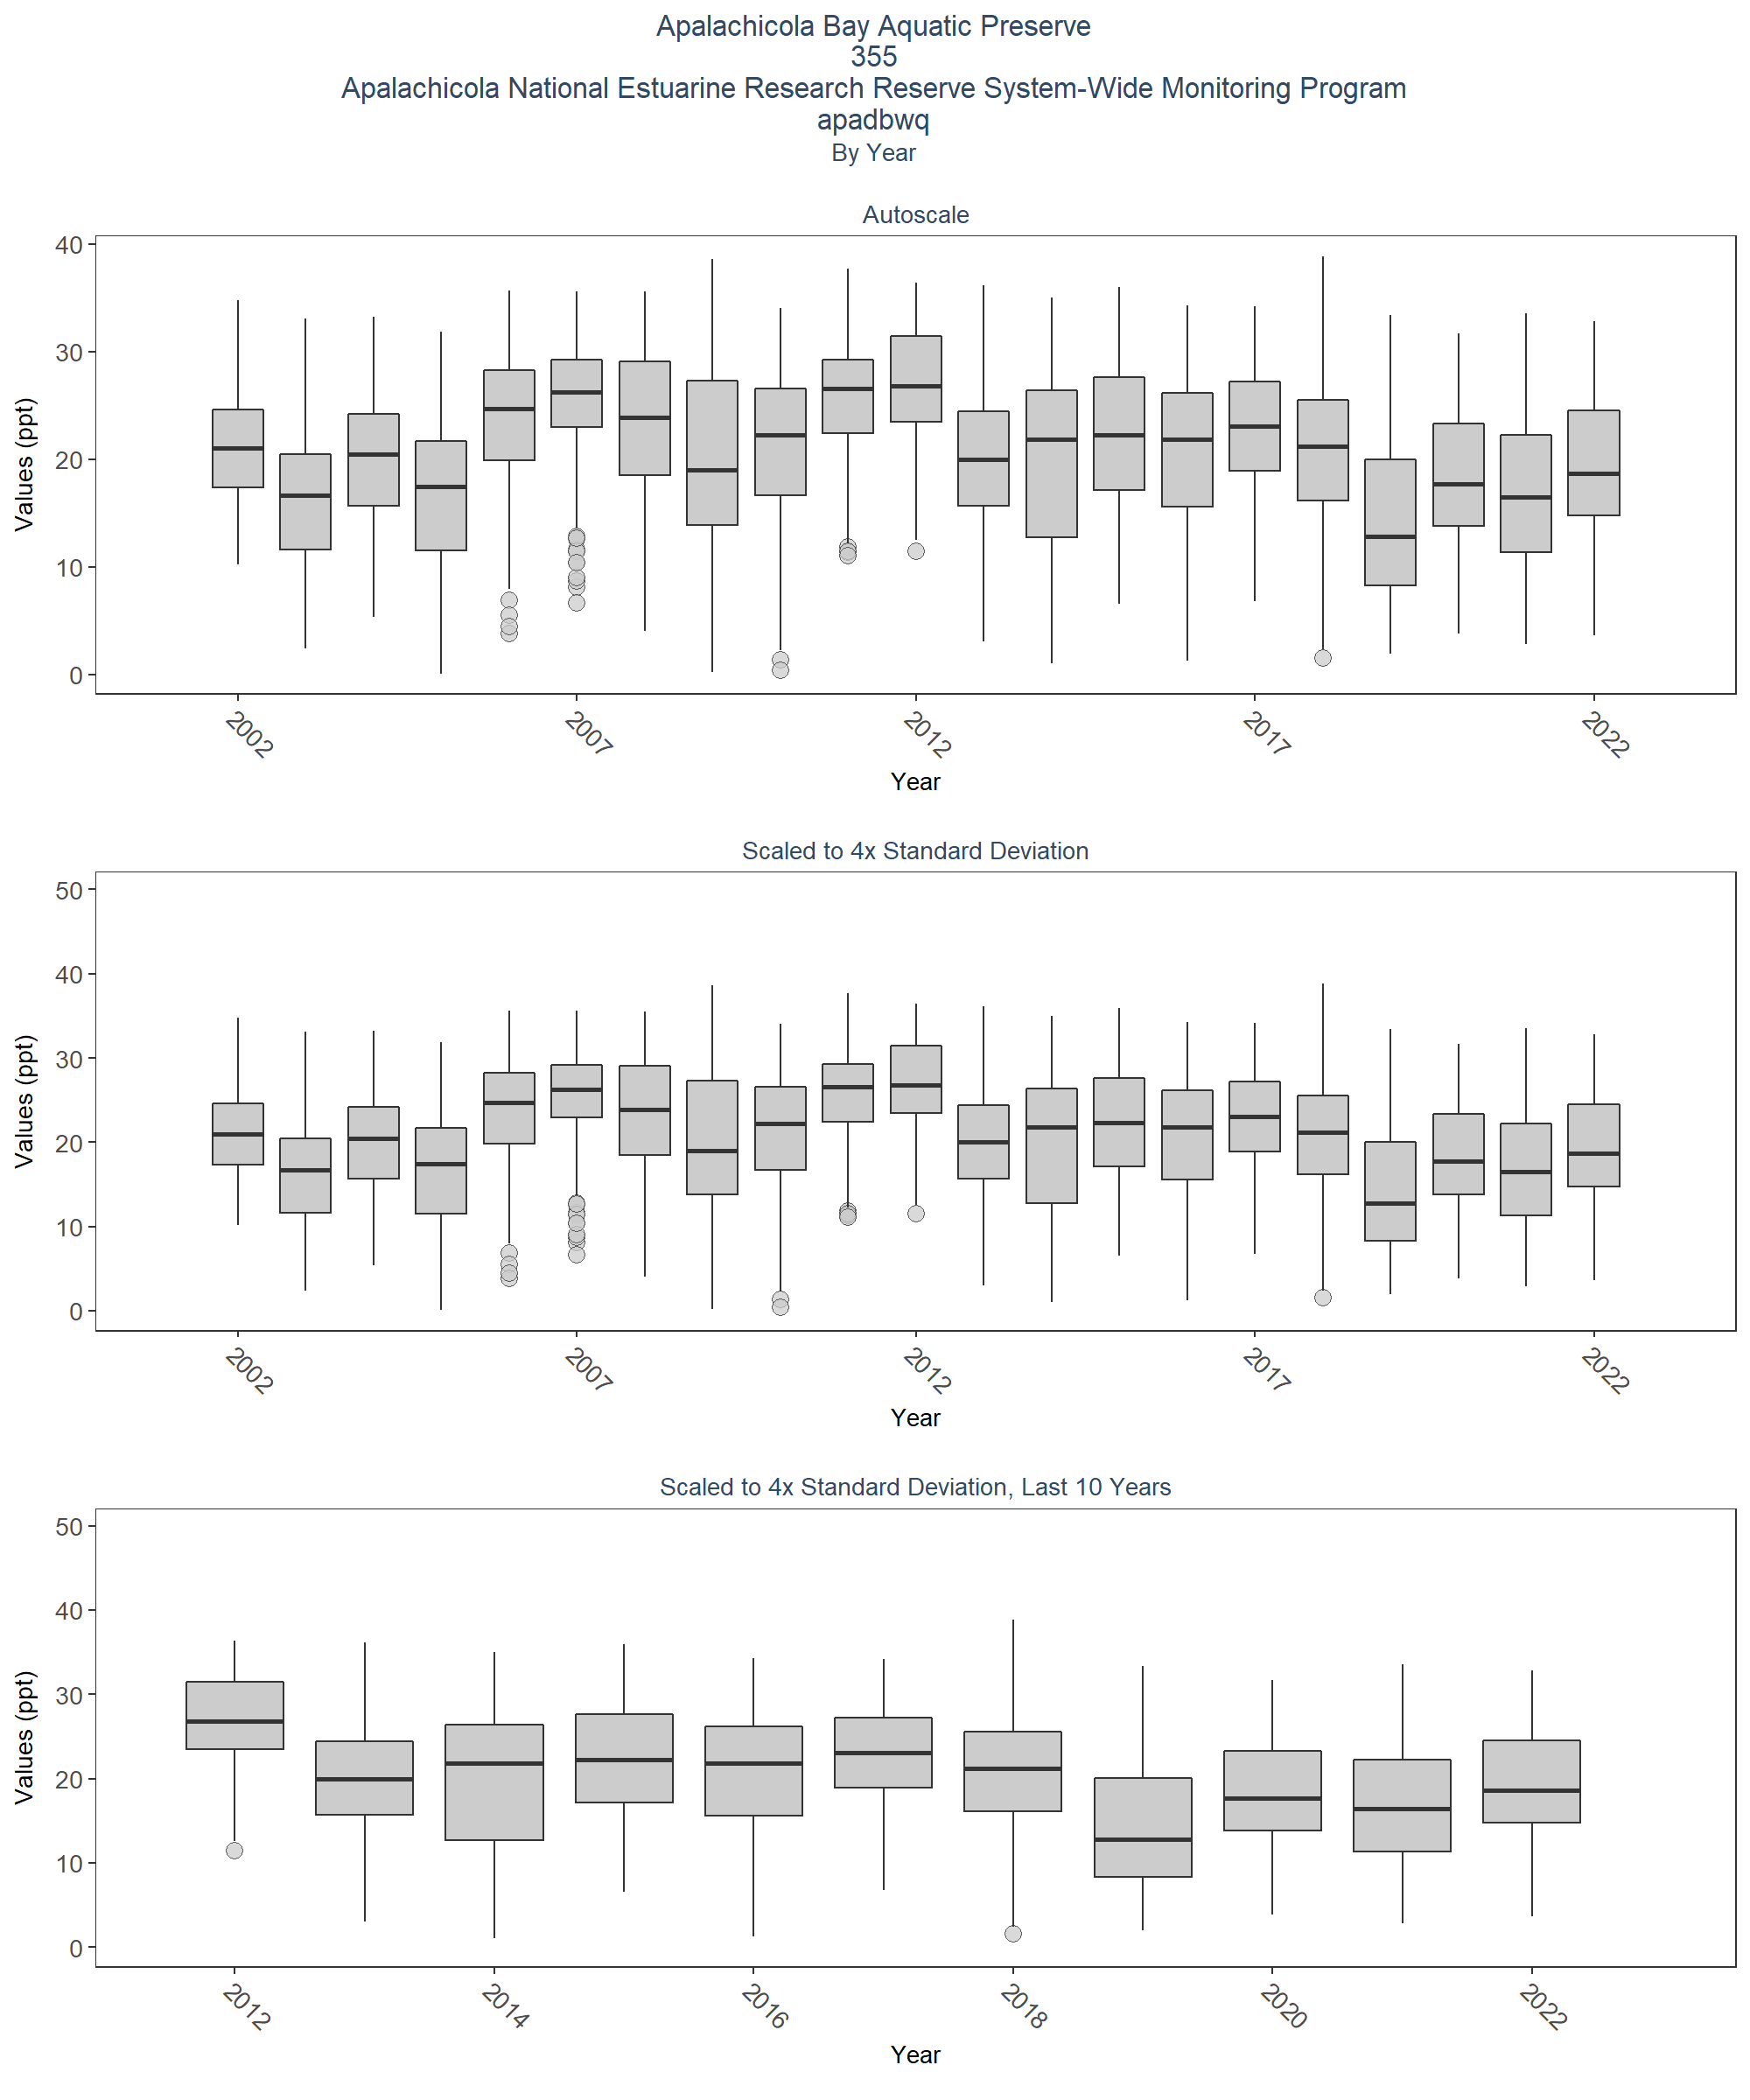 Apalachicola Bay Aquatic Preserve
355
Apalachicola National Estuarine Research Reserve System-Wide Monitoring Program
apadbwq
By Year
Autoscale
Values (ppt)
40
30
20
10
0
2002
2007
2012
2017
2022
Year
Scaled to 4x Standard Deviation
Values (ppt)
50
40
30
20
10
0
2002
2007
2012
2017
2022
Year
Scaled to 4x Standard Deviation, Last 10 Years
Values (ppt)
50
40
30
20
10
0
2012
2014
2016
2018
2020
2022
Year